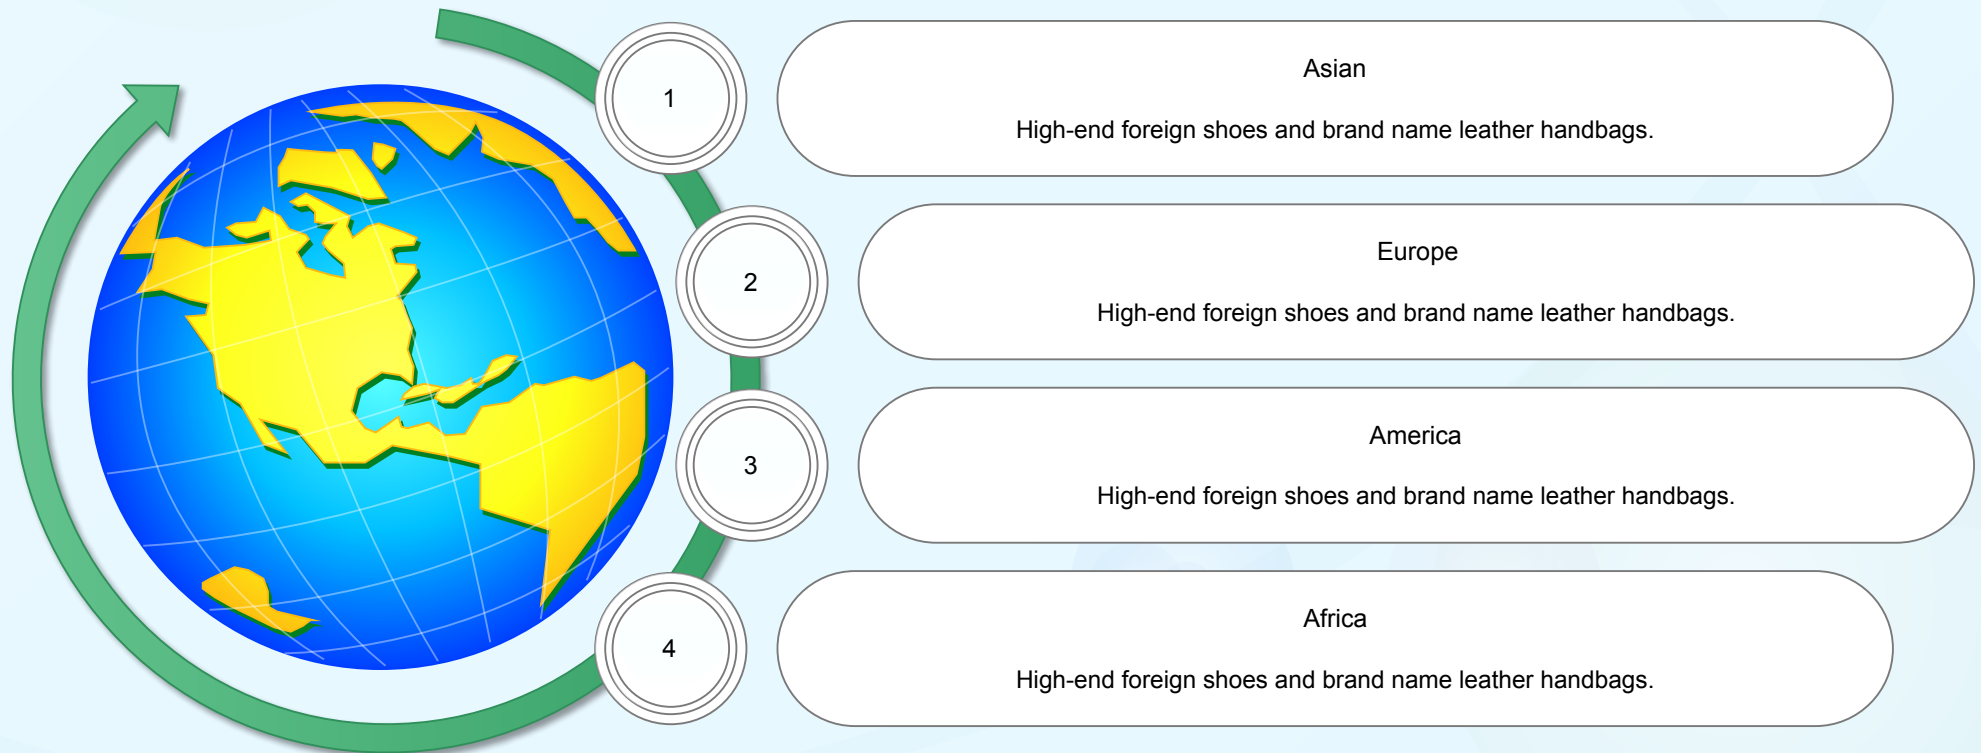 1
Asian
High-end foreign shoes and brand name leather handbags.
2
Europe
High-end foreign shoes and brand name leather handbags.
3
America
High-end foreign shoes and brand name leather handbags.
4
Africa
High-end foreign shoes and brand name leather handbags.